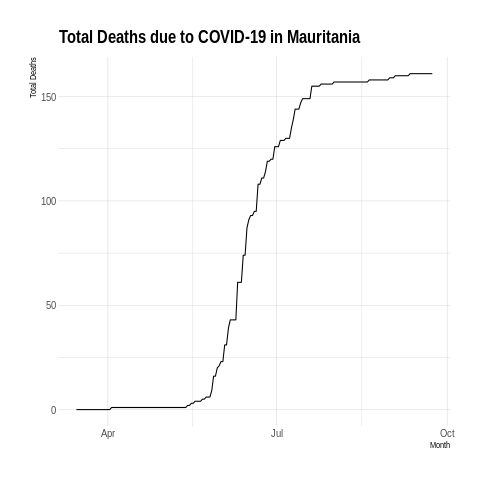 Total Deaths due to COVID-19 in Mauritania
Total Deaths
150
100
50
0
Apr
Jul
Oct
Month